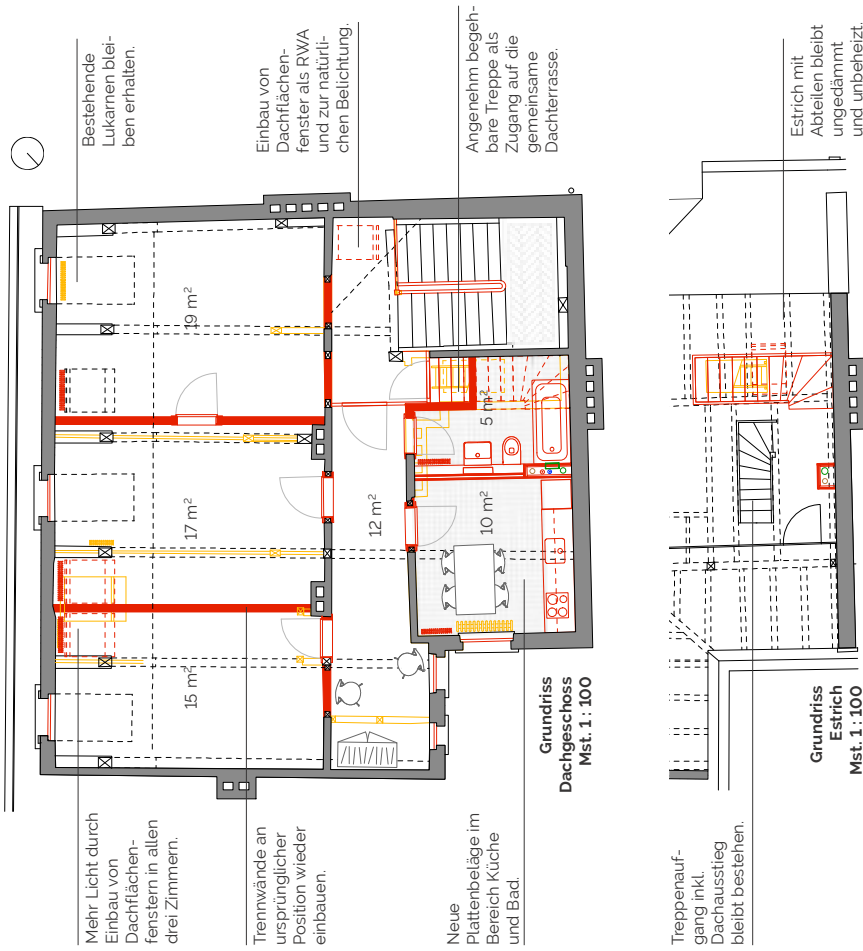 Bestehende
Lukarnen blei-
ben erhalten.
Einbau von
Dachflächen-
fenster als RWA
und zur natürli-
chen Belichtung.
Angenehm begeh-
bare Treppe als
Zugang auf die
gemeinsame
Dachterrasse.
Estrich mit
Abteilen bleibt
ungedämmt
und unbeheizt.
19 m²
17 m²
15 m²
12 m²
10 m²
5 m²
Grundriss
Dachgeschoss
Mst. 1 : 100
Grundriss
Estrich
Mst. 1 : 100
Mehr Licht durch
Einbau von
Dachflächen-
fenstern in allen
drei Zimmern.
Trennwände an
ursprünglicher
Position wieder
einbauen.
Neue
Plattenbeläge im
Bereich Küche
und Bad.
Treppenauf-
gang inkl.
Dachausstieg
bleibt bestehen.